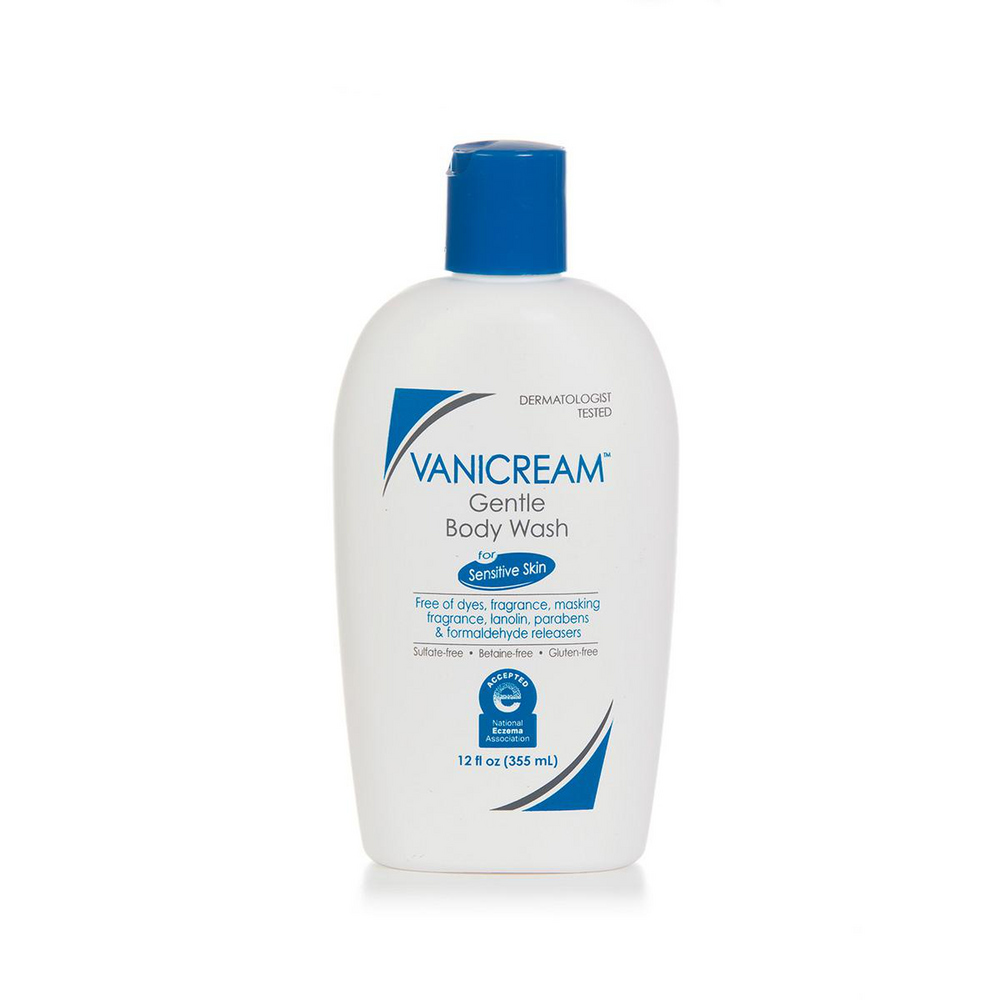 DERMATOLOGIST
TESTED
VANICREAM™
Gentle
Body Wash
for
Sensitive Skin
Free of dyes, fragrance, masking
fragrance, lanolin, parabens
& formaldehyde releasers
Sulfate-free • Betaine-free • Gluten-free
ACCEPTED
National
Eczema
Association
12 fl oz (355 mL)